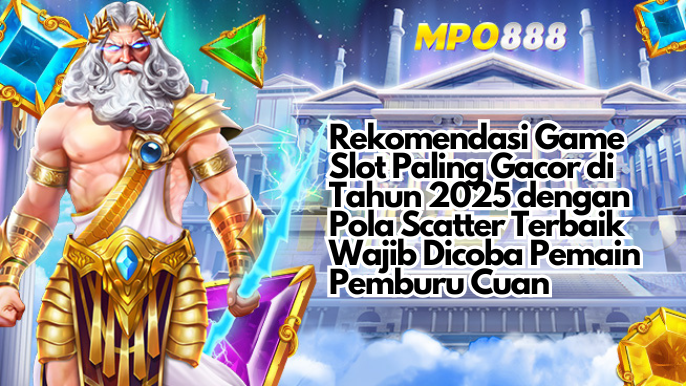 MPO888
Rekomendasi Game
Slot Paling Gacor di
Tahun 2025 dengan
Pola Scatter Terbaik
Wajib Dicoba Pemain
Pemburu Cuan